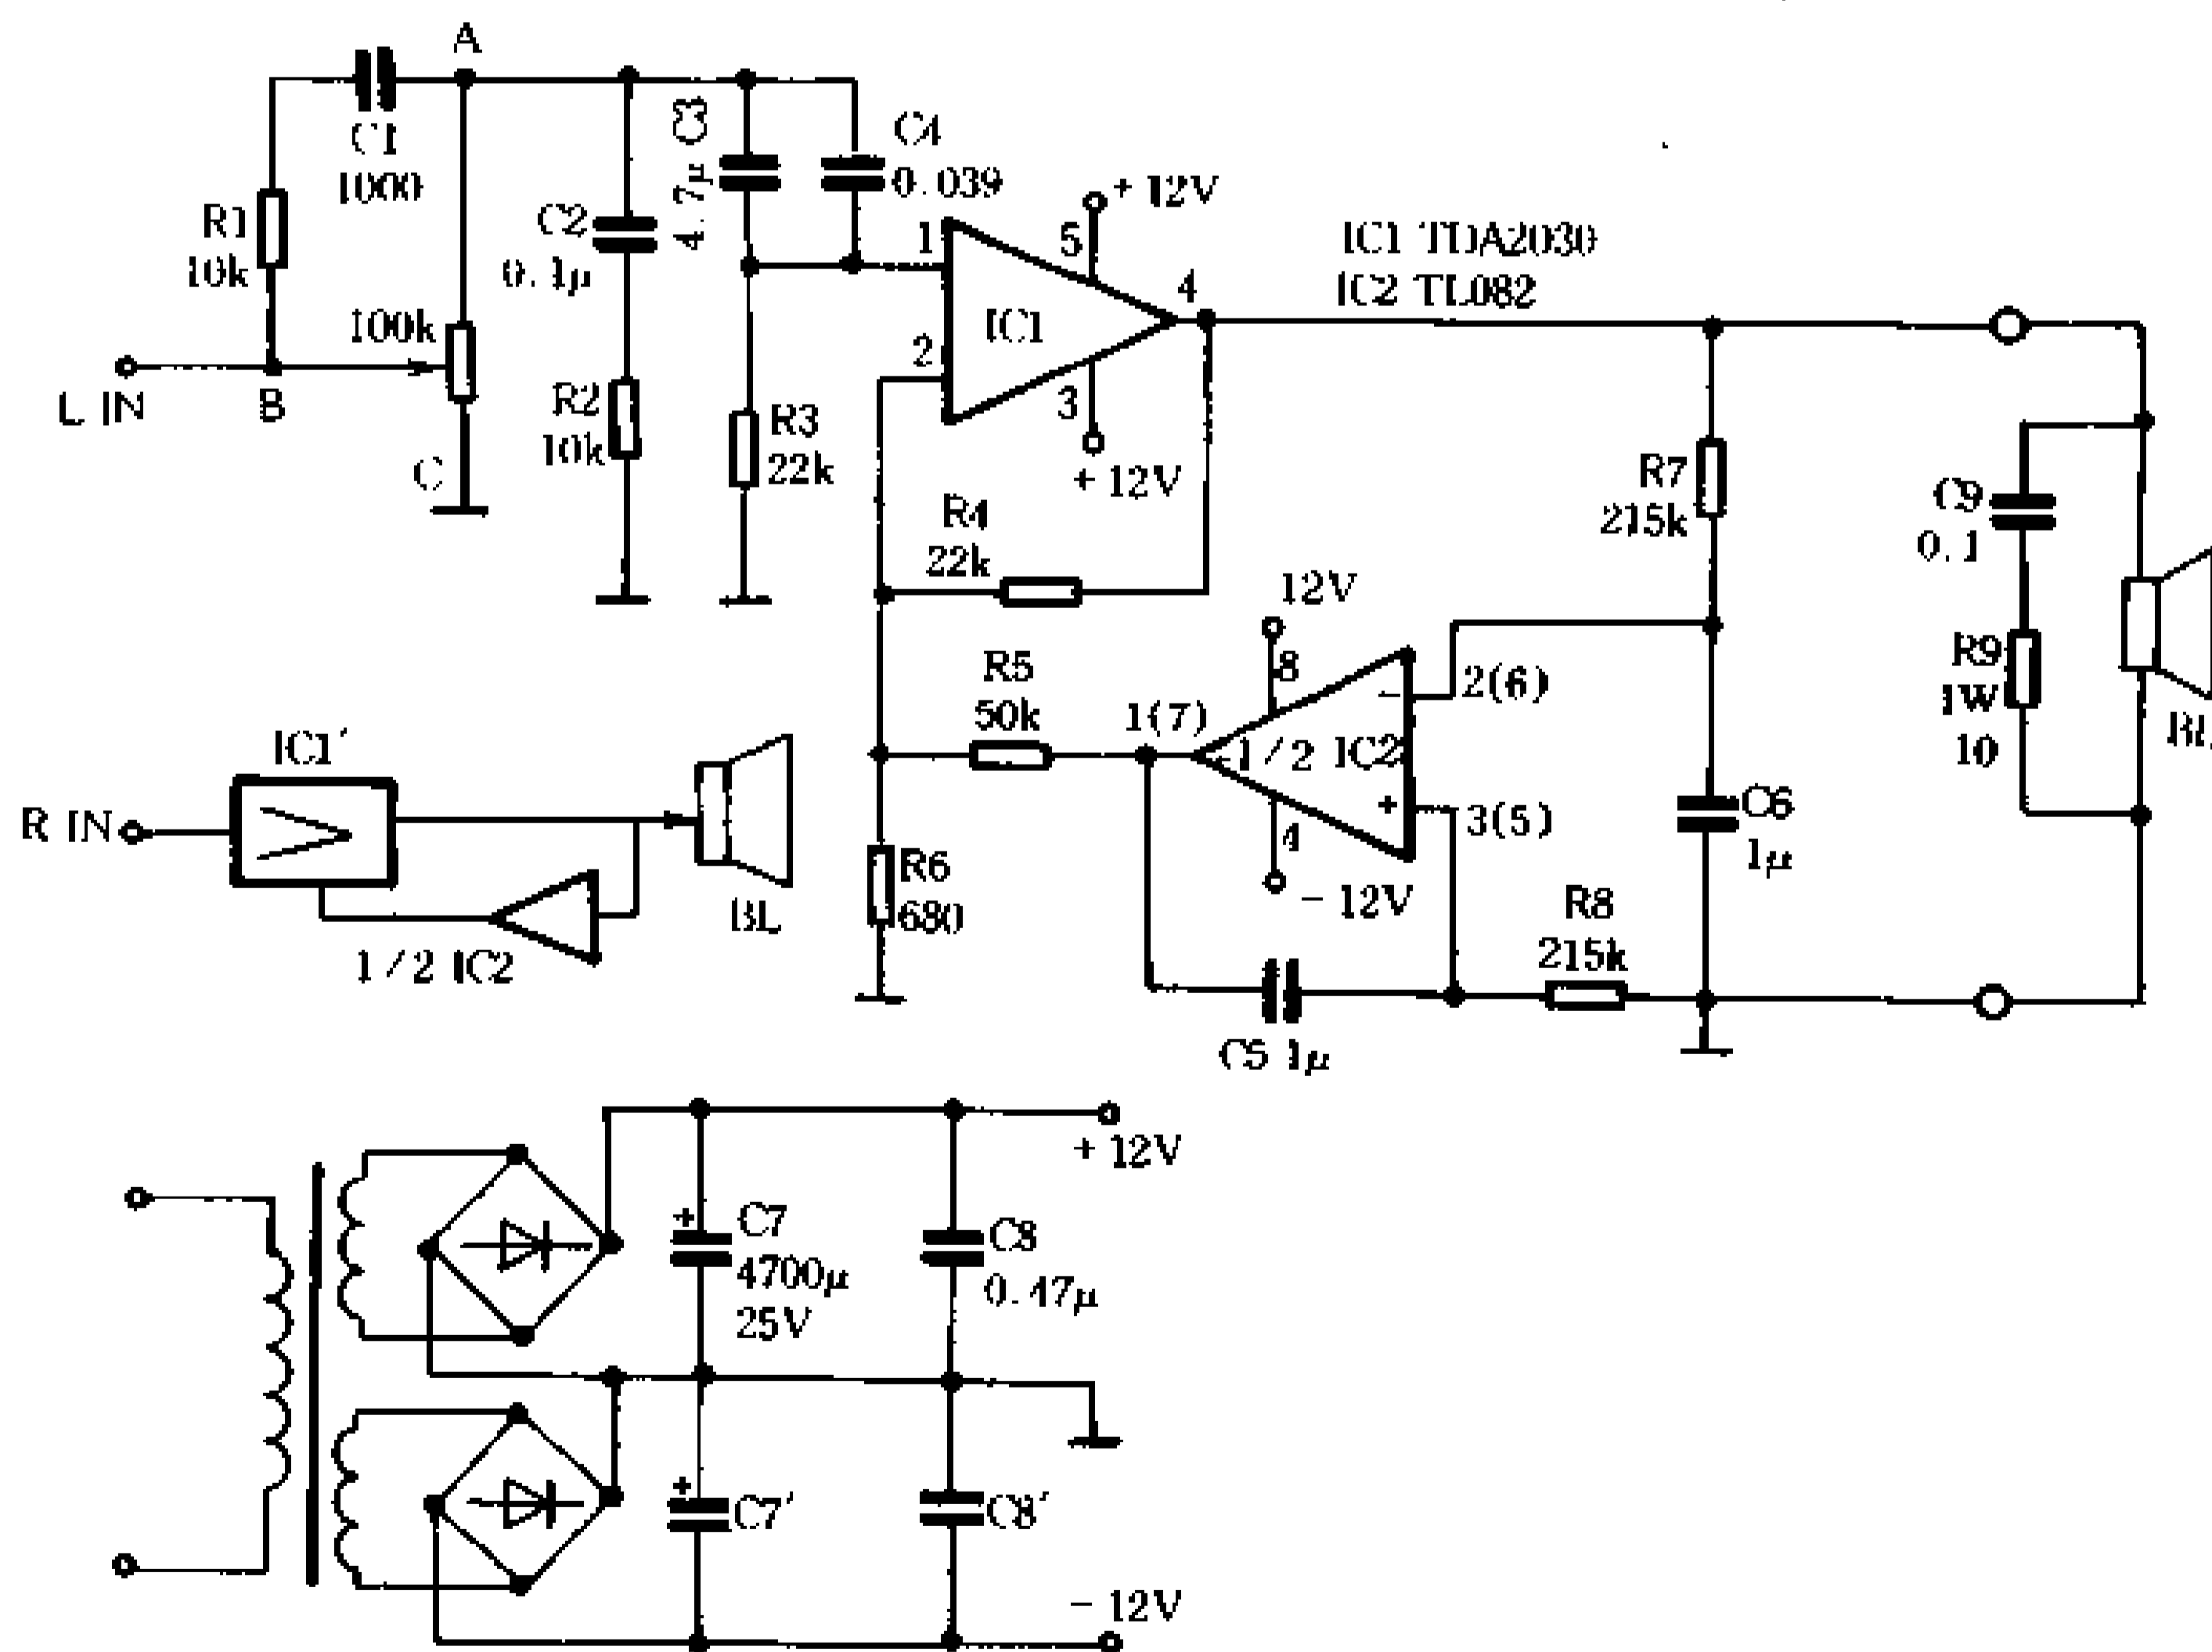 A
C1
1000
R1
10k
100k
L IN
B
C
C2
0.1μ
R2
10k
C3
4.7μ
C4
0.039
R3
22k
1
2
IC1
5
+12V
4
3
+12V
IC1 TDA2030
IC2 TL082
R4
22k
R5
50k
R6
680
1(7)
12V
8
1/2 IC2
-
+
4
-12V
2(6)
3(5)
R7
215k
C6
1μ
R8
215k
C5 1μ
C9
0.1
R9
1W
10
BL
R IN
IC1′
1/2 IC2
BL
+12V
+
C7
4700μ
25V
C8
0.47μ
+
C7′
C8′
-12V